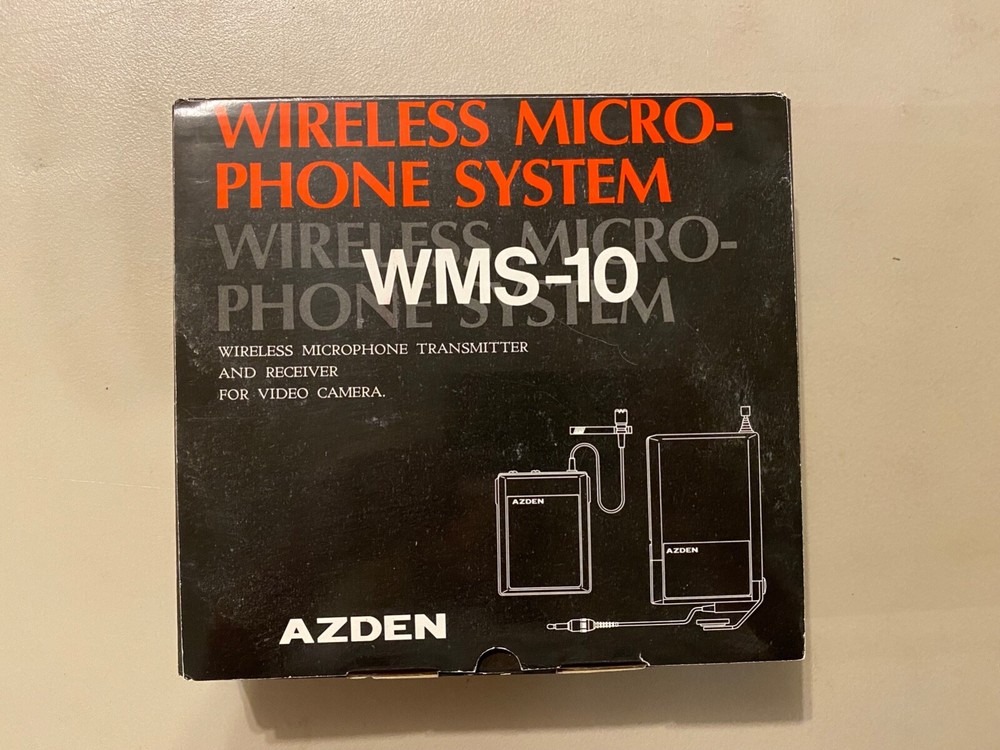 WIRELESS MICRO-
PHONE SYSTEM
WIRELESS MICRO-
PHONE SYSTEM
WMS-10
WIRELESS MICROPHONE TRANSMITTER
AND RECEIVER
FOR VIDEO CAMERA.
AZDEN
AZDEN
AZDEN